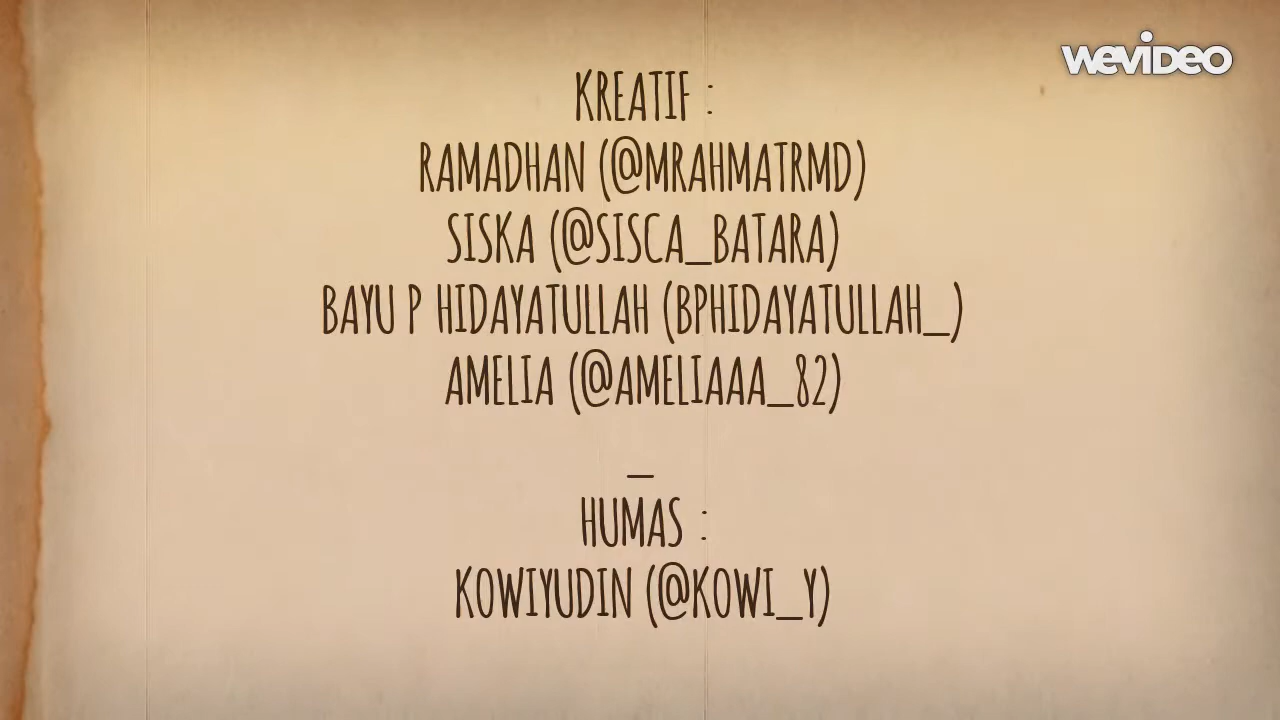 wevideo
KREATIF :
RAMADHAN (@MRAHMATRMD)
SISKA (@SISCA_BATARA)
BAYU P HIDAYATULLAH (BPHIDAYATULLAH_)
AMELIA (@AMELIAAA_82)
_
HUMAS :
KOWIYUDIN (@KOWI_Y)